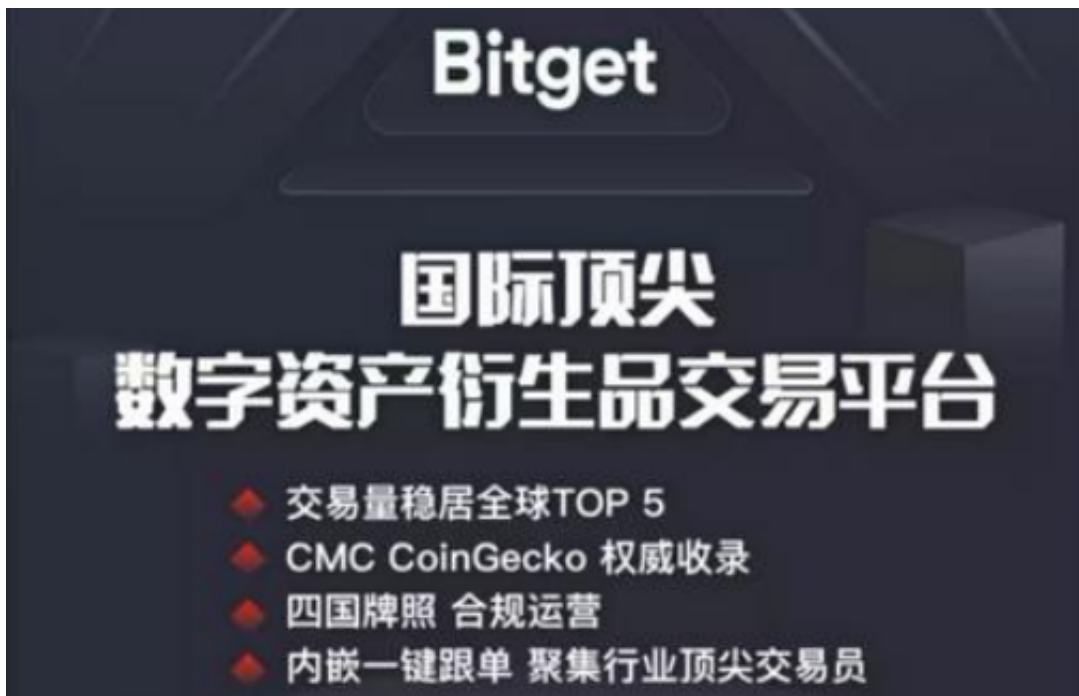 Bitget
国际顶尖
数字资产衍生品交易平台
交易量稳居全球TOP 5
CMC CoinGecko 权威收录
四国牌照 合规运营
内嵌一键跟单 聚集行业顶尖交易员